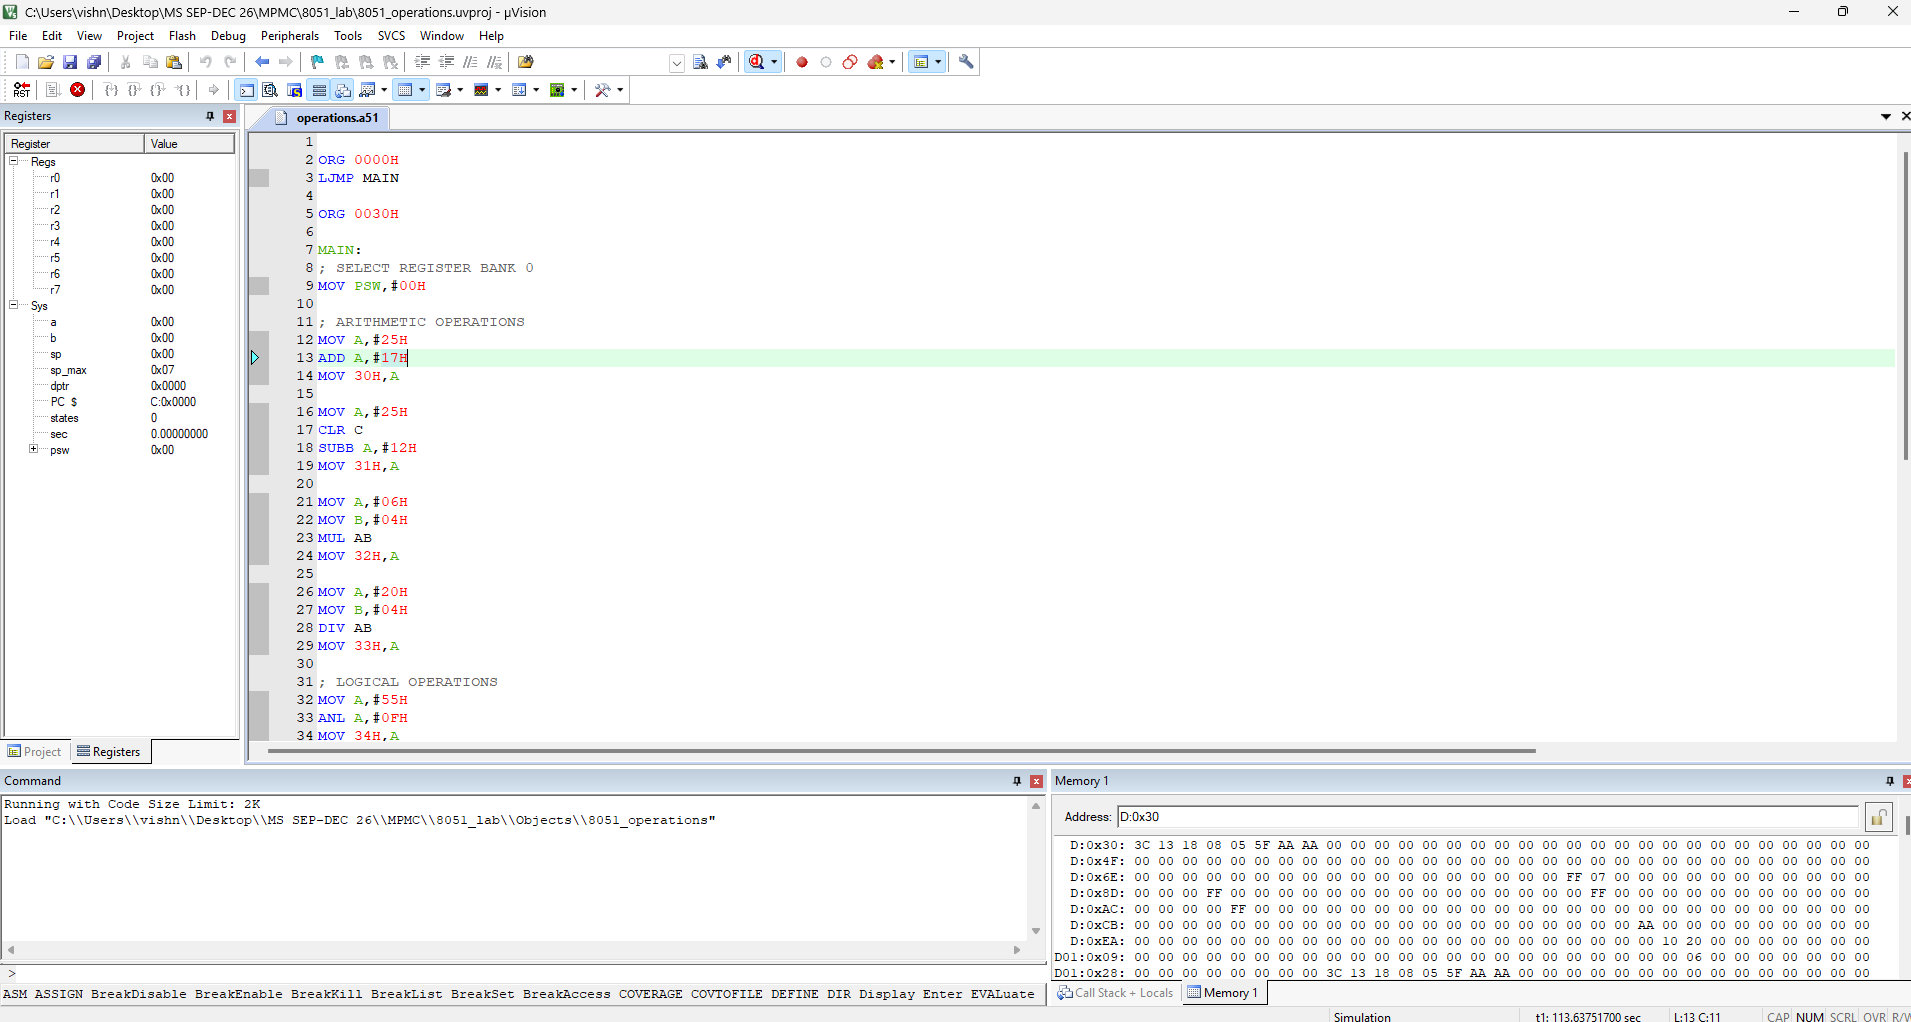 C:\Users\vishn\Desktop\MS SEP-DEC 26\MPMC\8051_lab\8051_operations.uvproj - µVision
File Edit View Project Flash Debug Peripherals Tools SVCS Window Help
RST
Registers
Register Value
Regs
r0 0x00
r1 0x00
r2 0x00
r3 0x00
r4 0x00
r5 0x00
r6 0x00
r7 0x00
Sys
a 0x00
b 0x00
sp 0x00
sp_max 0x07
dptr 0x0000
PC $ C:0x0000
states 0
sec 0.00000000
psw 0x00
Project Registers
operations.a51
1
2 ORG 0000H
3 LJMP MAIN
4
5 ORG 0030H
6
7 MAIN:
8 ; SELECT REGISTER BANK 0
9 MOV PSW,#00H
10
11 ; ARITHMETIC OPERATIONS
12 MOV A,#25H
13 ADD A,#17H
14 MOV 30H,A
15
16 MOV A,#25H
17 CLR C
18 SUBB A,#12H
19 MOV 31H,A
20
21 MOV A,#06H
22 MOV B,#04H
23 MUL AB
24 MOV 32H,A
25
26 MOV A,#20H
27 MOV B,#04H
28 DIV AB
29 MOV 33H,A
30
31 ; LOGICAL OPERATIONS
32 MOV A,#55H
33 ANL A,#0FH
34 MOV 34H,A
Command
Running with Code Size Limit: 2K
Load "C:\\Users\\vishn\\Desktop\\MS SEP-DEC 26\\MPMC\\8051_lab\\Objects\\8051_operations"
>
ASM ASSIGN BreakDisable BreakEnable BreakKill BreakList BreakSet BreakAccess COVERAGE COVTOFILE DEFINE DIR Display Enter EVALuate
Memory 1
Address: D:0x30
D:0x30: 3C 13 18 08 05 5F AA AA 00 00 00 00 00 00 00 00 00 00 00 00 00 00 00 00 00 00 00 00 00 00 00
D:0x4F: 00 00 00 00 00 00 00 00 00 00 00 00 00 00 00 00 00 00 00 00 00 00 00 00 00 00 00 00 00 00 00
D:0x6E: 00 00 00 00 00 00 00 00 00 00 00 00 00 00 00 00 00 00 FF 07 00 00 00 00 00 00 00 00 00 00 00
D:0x8D: 00 00 00 FF 00 00 00 00 00 00 00 00 00 00 00 00 00 00 00 FF 00 00 00 00 00 00 00 00 00 00 00
D:0xAC: 00 00 00 00 FF 00 00 00 00 00 00 00 00 00 00 00 00 00 00 00 00 00 00 00 00 00 00 00 00 00 00
D:0xCB: 00 00 00 00 00 00 00 00 00 00 00 00 00 00 00 00 00 00 00 00 00 AA 00 00 00 00 00 00 00 00 00
D:0xEA: 00 00 00 00 00 00 00 00 00 00 00 00 00 00 00 00 00 00 00 00 00 00 10 20 00 00 00 00 00 00 00
D01:0x09: 00 00 00 00 00 00 00 00 00 00 00 00 00 00 00 00 00 00 00 00 00 00 00 06 00 00 00 00 00 00 00
D01:0x28: 00 00 00 00 00 00 00 00 3C 13 18 08 05 5F AA AA 00 00 00 00 00 00 00 00 00 00 00 00 00 00 00
Call Stack + Locals Memory 1
Simulation t1: 113.63751700 sec L:13 C:11 CAP NUM SCRL OVR R/W